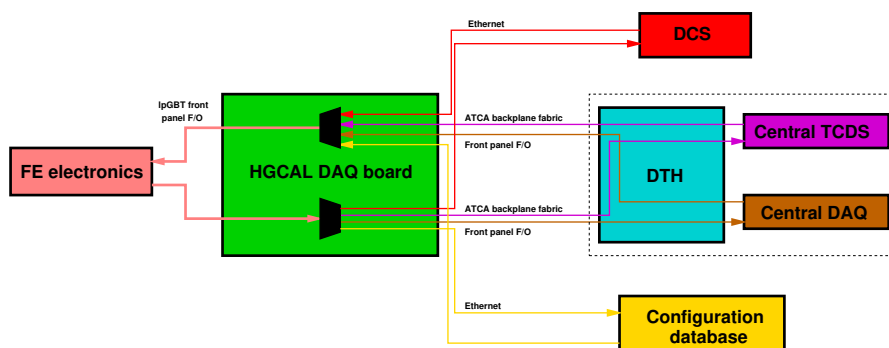 Ethernet
DCS
lpGBT front
panel F/O
ATCA backplane fabric
Central TCDS
Front panel F/O
FE electronics
HGCAL DAQ board
DTH
ATCA backplane fabric
Central DAQ
Front panel F/O
Ethernet
Configuration
database